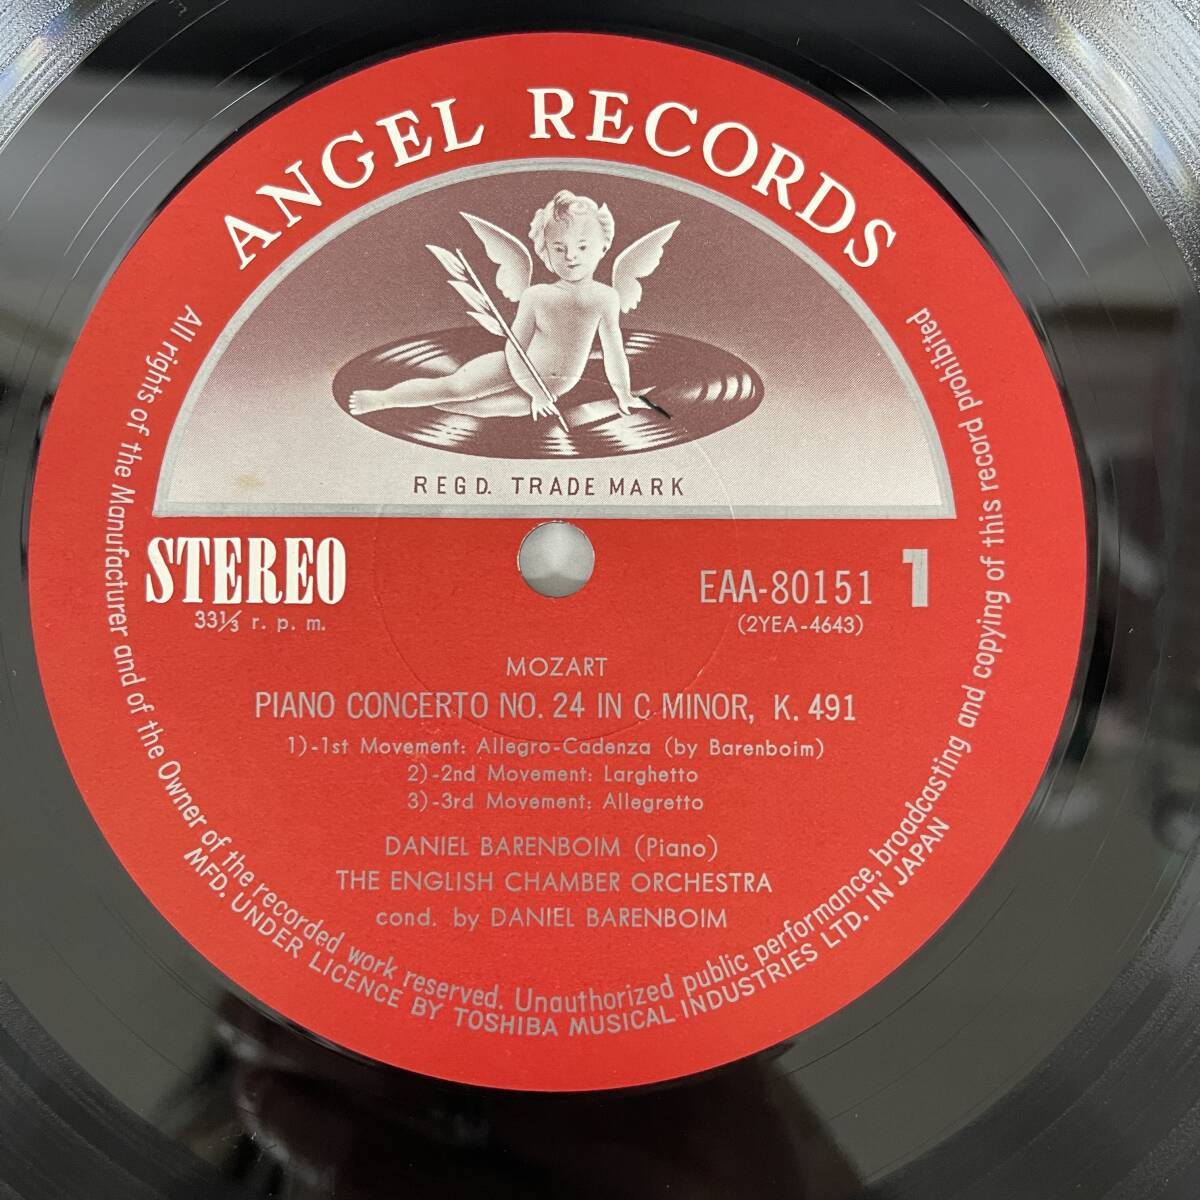 ANGEL RECORDS
REGD. TRADE MARK
STEREO
33⅓ r. p. m.
EAA-80151 1
(2YEA-4643)
MOZART
PIANO CONCERTO NO. 24 IN C MINOR, K. 491
1)-1st Movement: Allegro-Cadenza (by Barenboim)
2)-2nd Movement: Larghetto
3)-3rd Movement: Allegretto
DANIEL BARENBOIM (Piano)
THE ENGLISH CHAMBER ORCHESTRA
cond. by DANIEL BARENBOIM
All rights of the Manufacturer and of the Owner of the recorded work reserved. Unauthorized public performance, broadcasting and copying of this record prohibited
MFD. UNDER LICENCE BY TOSHIBA MUSICAL INDUSTRIES LTD. IN JAPAN